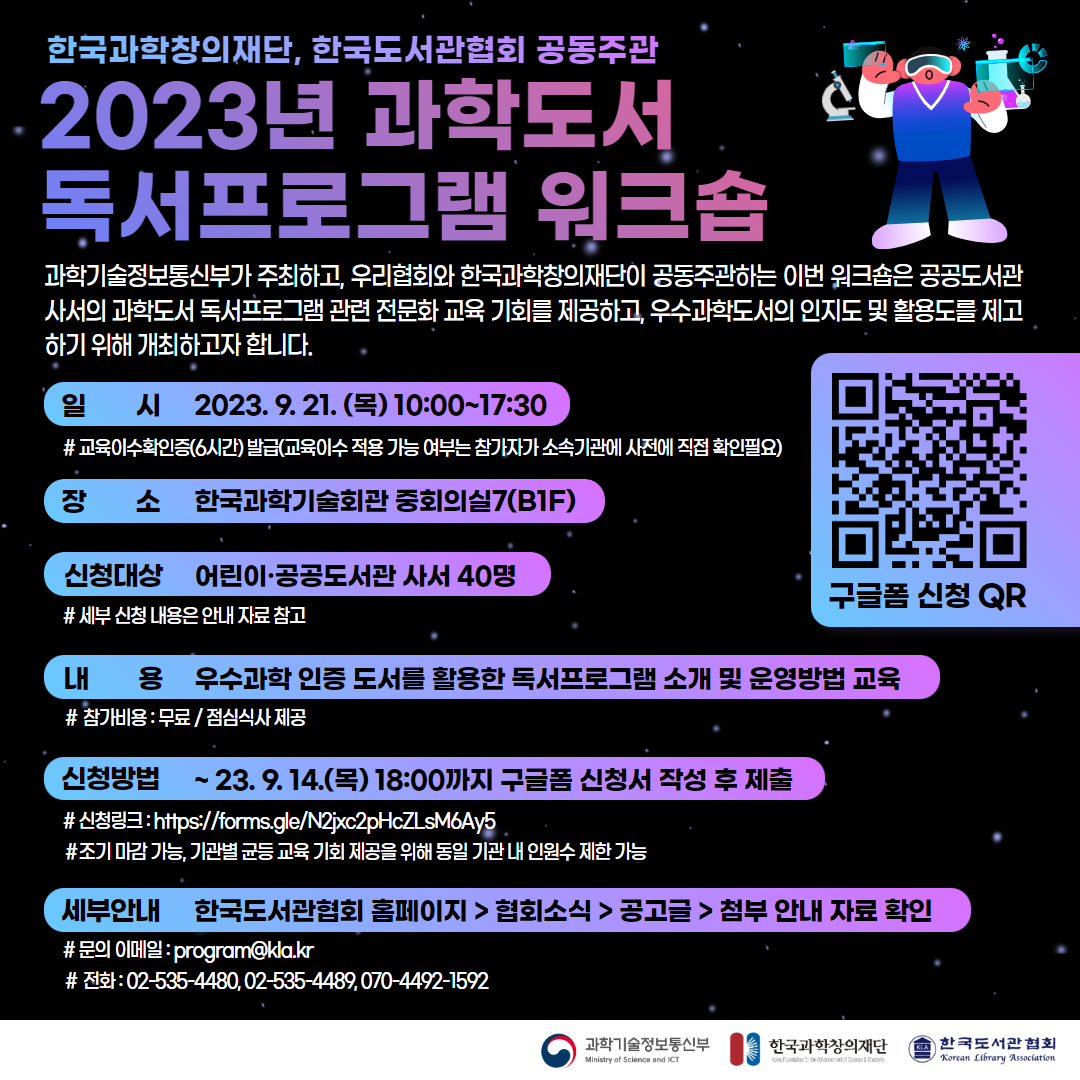 한국과학창의재단, 한국도서관협회 공동주관
2023년 과학도서
독서프로그램 워크숍
과학기술정보통신부가 주최하고, 우리협회와 한국과학창의재단이 공동주관하는 이번 워크숍은 공공도서관
사서의 과학도서 독서프로그램 관련 전문화 교육 기회를 제공하고, 우수과학도서의 인지도 및 활용도를 제고
하기 위해 개최하고자 합니다.
일 시 2023. 9. 21. (목) 10:00~17:30
# 교육이수확인증(6시간) 발급(교육이수 적용 가능 여부는 참가자가 소속기관에 사전에 직접 확인필요)
장 소 한국과학기술회관 중회의실7(B1F)
구글폼 신청 QR
신청대상 어린이·공공도서관 사서 40명
# 세부 신청 내용은 안내 자료 참고
내 용 우수과학 인증 도서를 활용한 독서프로그램 소개 및 운영방법 교육
# 참가비용 : 무료 / 점심식사 제공
신청방법 ~ 23. 9. 14.(목) 18:00까지 구글폼 신청서 작성 후 제출
# 신청링크 : https://forms.gle/N2jxc2pHcZLsM6Ay5
# 조기 마감 가능, 기관별 균등 교육 기회 제공을 위해 동일 기관 내 인원수 제한 가능
세부안내 한국도서관협회 홈페이지 > 협회소식 > 공고글 > 첨부 안내 자료 확인
# 문의 이메일 : program@kla.kr
# 전화 : 02-535-4480, 02-535-4489, 070-4492-1592
과학기술정보통신부
Ministry of Science and ICT
한국과학창의재단
Korea Foundation for the Advancement of Science & Creativity
KLA
한국도서관협회
Korean Library Association